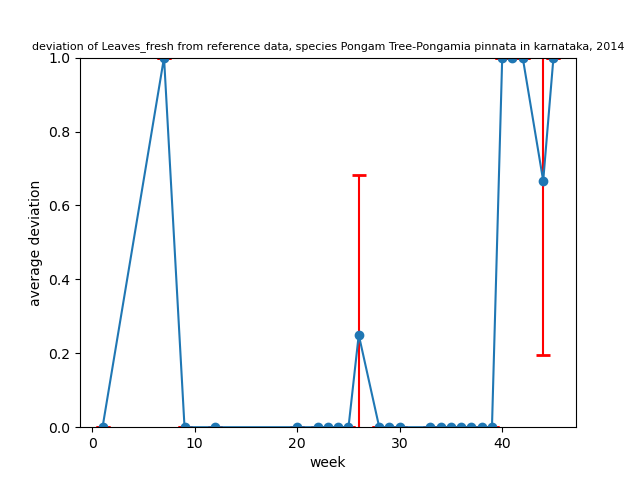 deviation of Leaves_fresh from reference data, species Pongam Tree-Pongamia pinnata in karnataka, 2014
1.0
0.8
0.6
0.4
0.2
0.0
average deviation
0 10 20 30 40
week